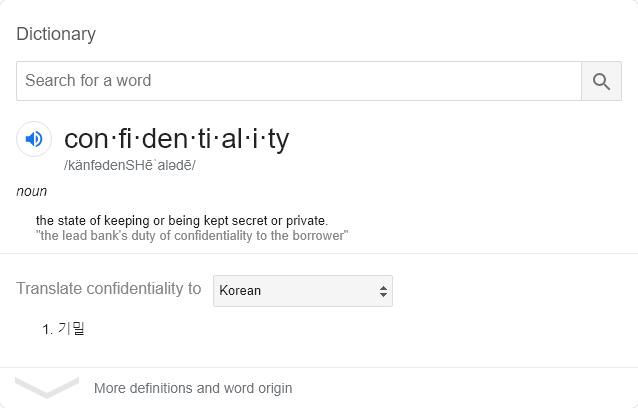 Dictionary
Search for a word
con·fi·den·ti·al·i·ty
/känfədenSHēˈalədē/
noun
the state of keeping or being kept secret or private.
"the lead bank's duty of confidentiality to the borrower"
Translate confidentiality to Korean
1. 기밀
More definitions and word origin